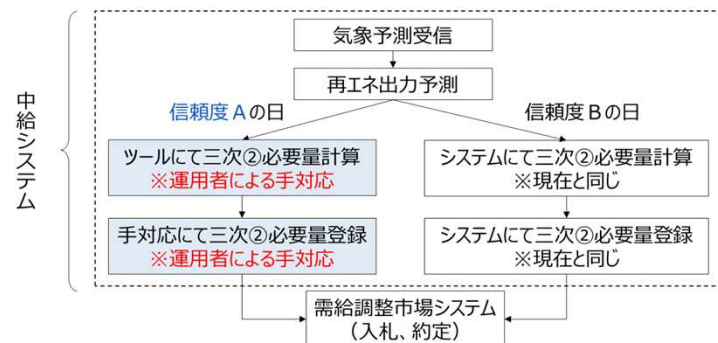 中給システム
気象予測受信
再エネ出力予測
信頼度Aの日
信頼度Bの日
ツールにて三次②必要量計算
※運用者による手対応
システムにて三次②必要量計算
※現在と同じ
手対応にて三次②必要量登録
※運用者による手対応
システムにて三次②必要量登録
※現在と同じ
需給調整市場システム
(入札、約定)